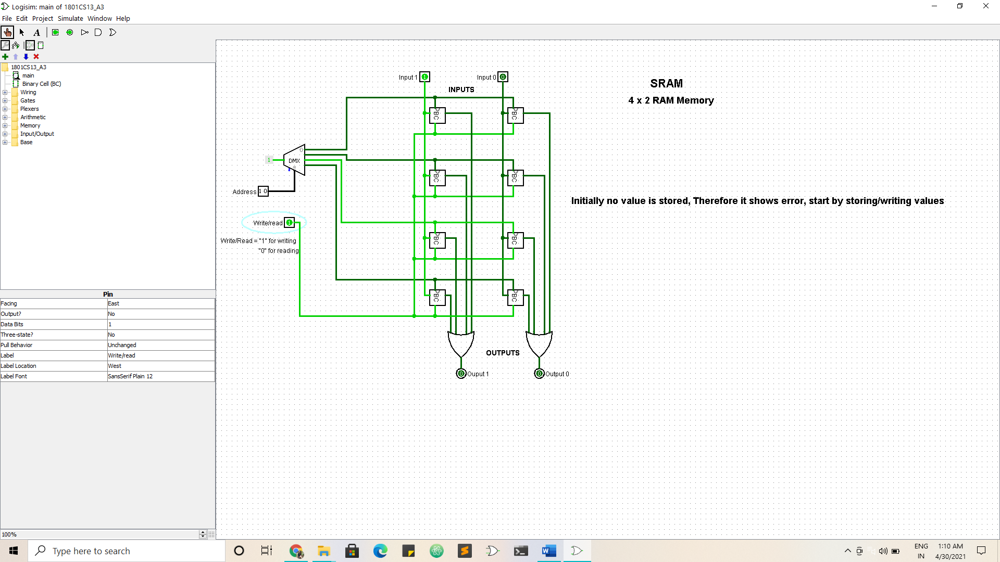 Logisim: main of 1801CS13_A3
File Edit Project Simulate Window Help
A
1801CS13_A3
main
Binary Cell (BC)
Wiring
Gates
Plexers
Arithmetic
Memory
Input/Output
Base
Pin
Facing East
Output? No
Data Bits 1
Three-state? No
Pull Behavior Unchanged
Label Write/read
Label Location West
Label Font SansSerif Plain 12
100%
Input 1 1
Input 0 0
INPUTS
SRAM
4 x 2 RAM Memory
BC BC
0
1 DMX
BC BC
Address 1 0
Initially no value is stored, Therefore it shows error, start by storing/writing values
Write/read 1
Write/Read = "1" for writing
"0" for reading
BC BC
BC BC
OUTPUTS
0 Ouput 1
0 Output 0
Type here to search
W
ENG
IN
1:10 AM
4/30/2021